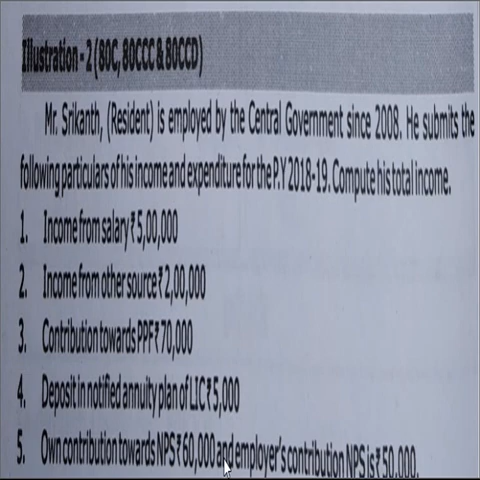 Illustration - 2 ( 80C, 80CCC & 80CCD)
Mr. Srikanth, (Resident) is employed by the Central Government since 2008. He submits the
following particulars of his income and expenditure for the P.Y 2018-19. Compute his total income.
1. Income from salary ₹ 5,00,000
2. Income from other source ₹ 2,00,000
3. Contribution towards PPF ₹ 70,000
4. Deposit in notified annuity plan of LIC ₹ 5,000
5. Own contribution towards NPS ₹ 60,000 and employer's contribution NPS is ₹ 50,000.